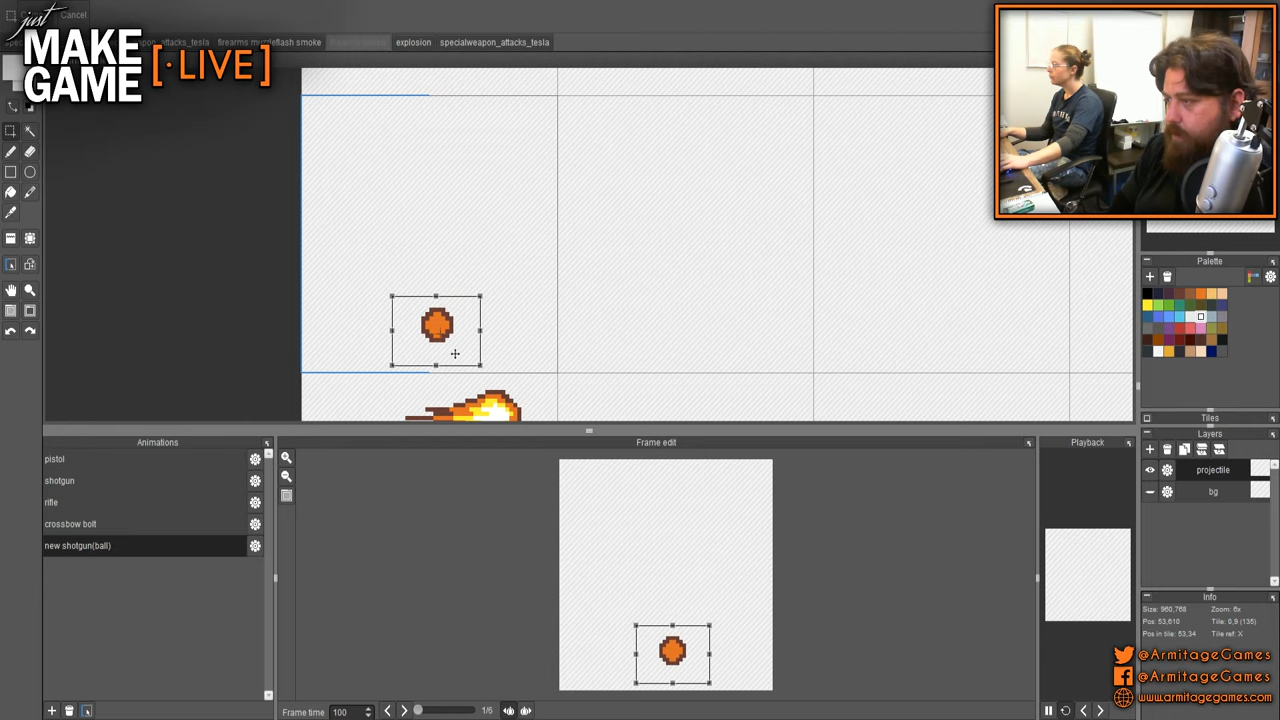 Cancel
just
MAKE
GAME
[·LIVE]
apon_attacks_tesla
firearms muzzleflash smoke
explosion
specialweapon_attacks_tesla
Palette
Tiles
Layers
projectile
bg
Animations
pistol
shotgun
rifle
crossbow bolt
new shotgun(ball)
Frame edit
Playback
Frame time
100
1/6
Info
Size: 960,768
Zoom: 6x
Pos: 53,610
Tile: 0,9 (135)
Pos in tile: 53,34
Tile ref: X
@ArmitageGames
@ArmitageGames
www.armitagegames.com